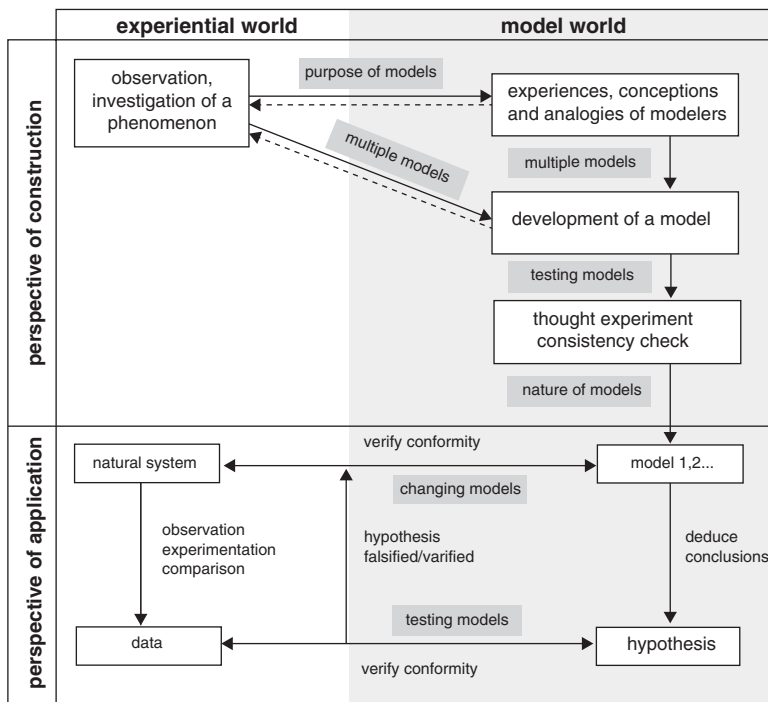 experiential world
model world
perspective of construction
observation,
investigation of a
phenomenon
purpose of models
experiences, conceptions
and analogies of modelers
multiple models
multiple models
development of a model
testing models
thought experiment
consistency check
nature of models
perspective of application
verify conformity
natural system
model 1,2...
changing models
observation
experimentation
comparison
hypothesis
falsified/varified
deduce
conclusions
testing models
data
hypothesis
verify conformity